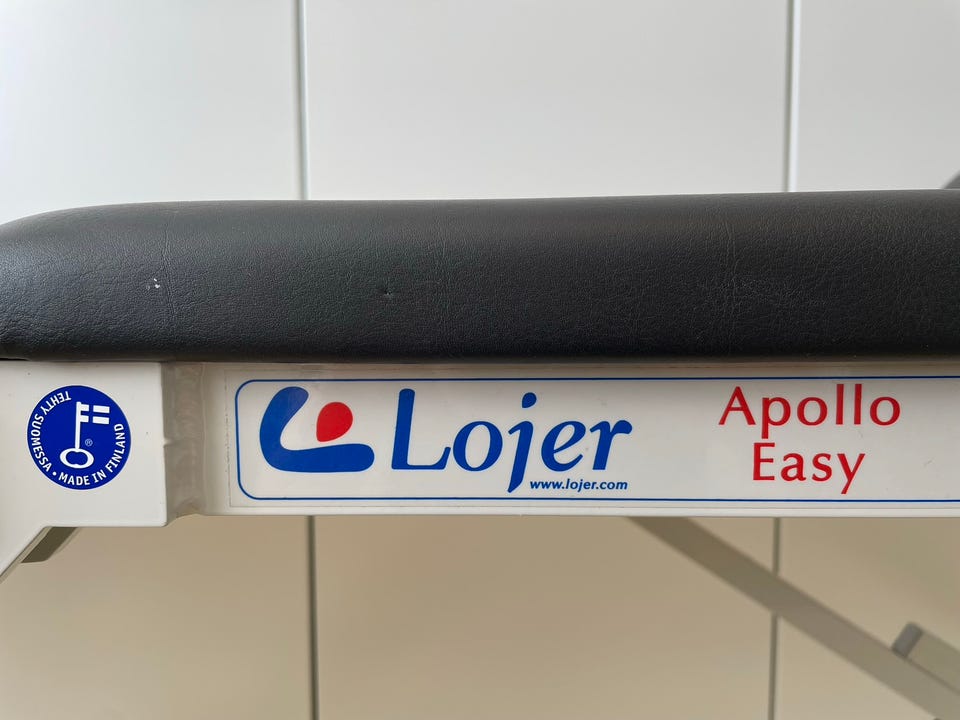 TEHTY SUOMESSA • MADE IN FINLAND
®
Lojer
www.lojer.com
Apollo
Easy